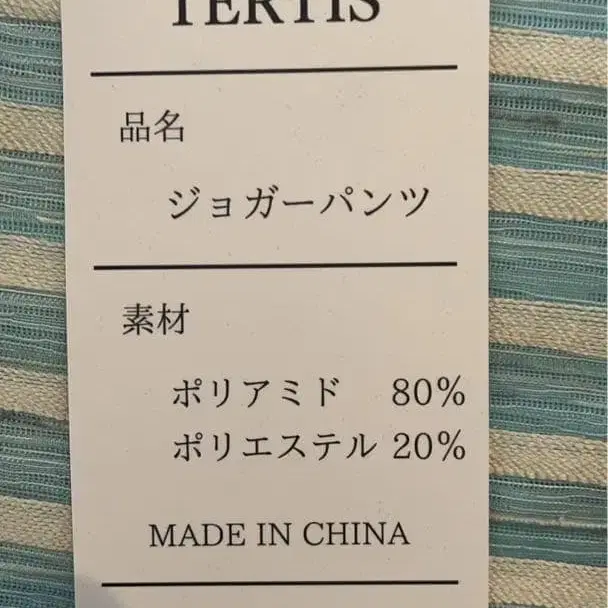 TERTIS
品名
ジョガーパンツ
素材
ポリアミド 80%
ポリエステル 20%
MADE IN CHINA